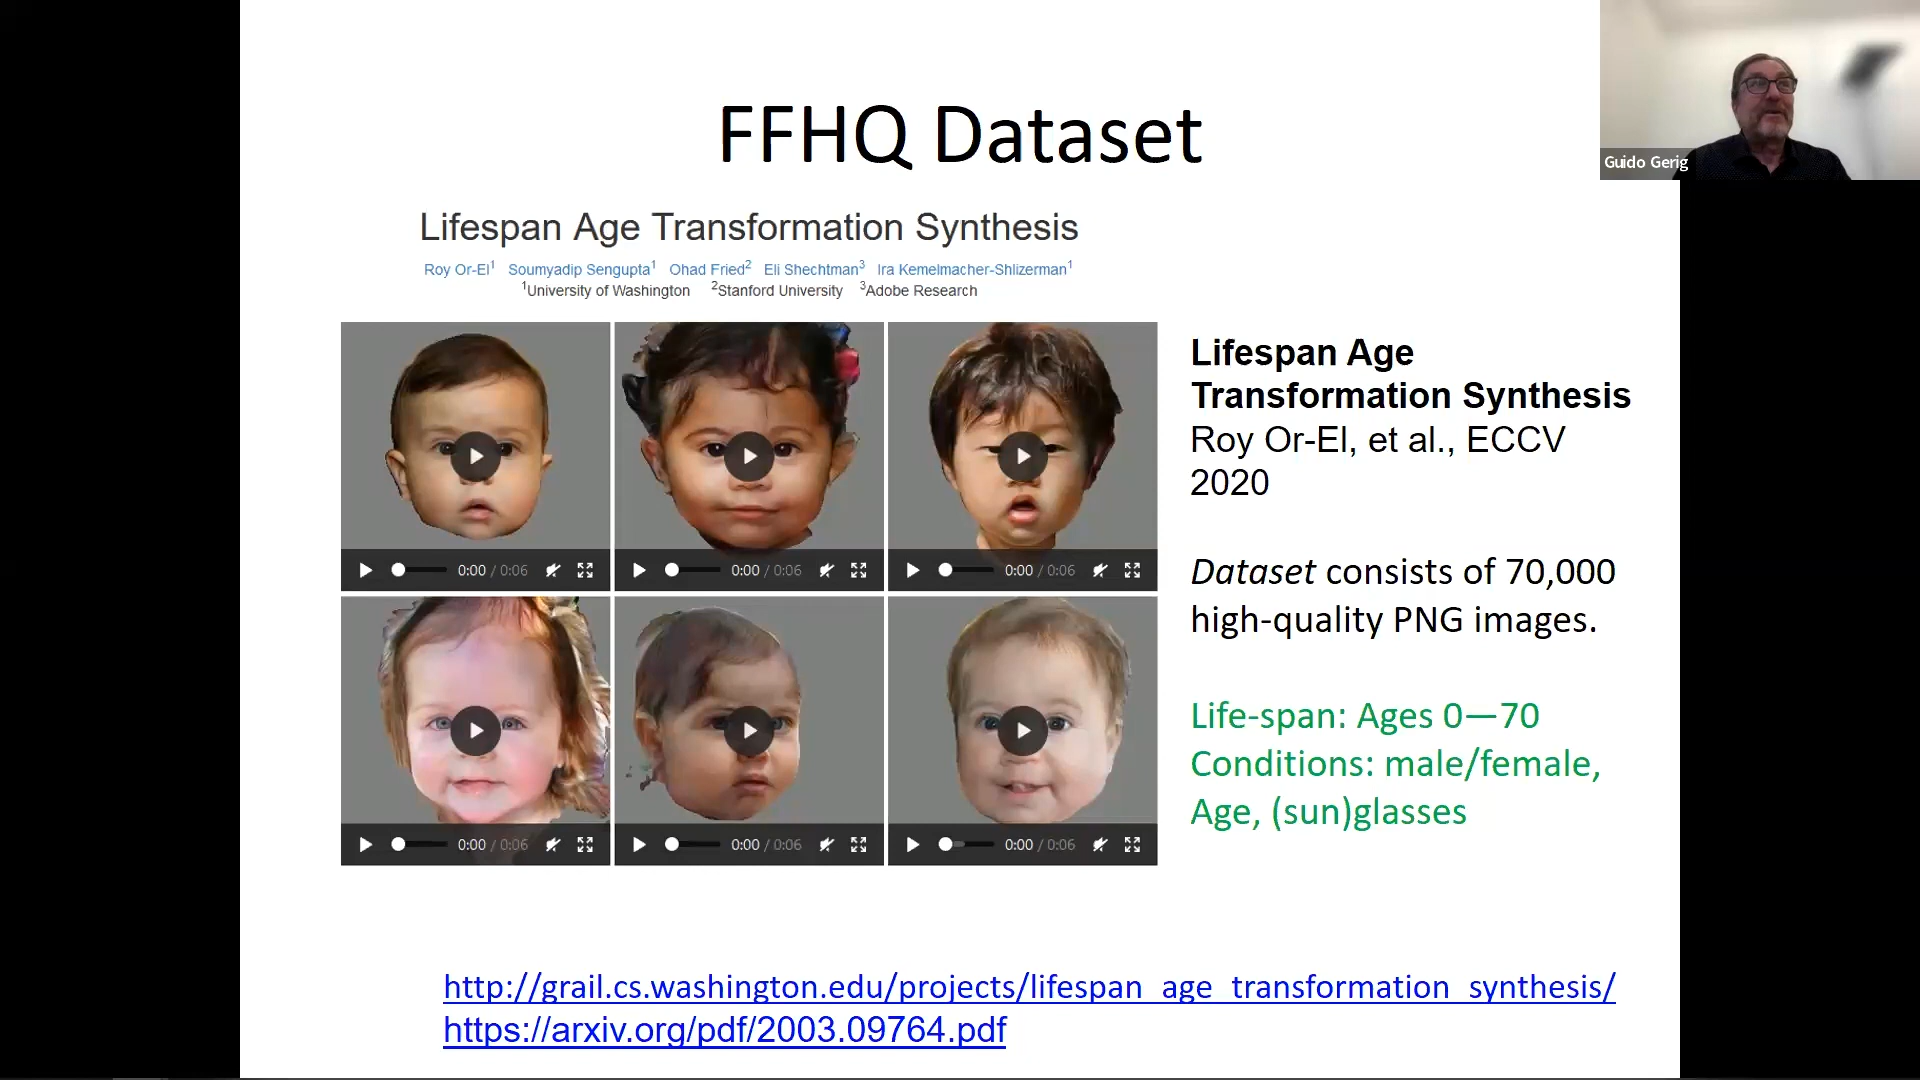 FFHQ Dataset
Guido Gerig
Lifespan Age Transformation Synthesis
Roy Or-El1 Soumyadip Sengupta1 Ohad Fried2 Eli Shechtman3 Ira Kemelmacher-Shlizerman1
1University of Washington 2Stanford University 3Adobe Research
0:00 / 0:06
0:00 / 0:06
0:00 / 0:06
0:00 / 0:06
0:00 / 0:06
0:00 / 0:06
Lifespan Age
Transformation Synthesis
Roy Or-El, et al., ECCV
2020
Dataset consists of 70,000
high-quality PNG images.
Life-span: Ages 0—70
Conditions: male/female,
Age, (sun)glasses
http://grail.cs.washington.edu/projects/lifespan_age_transformation_synthesis/
https://arxiv.org/pdf/2003.09764.pdf